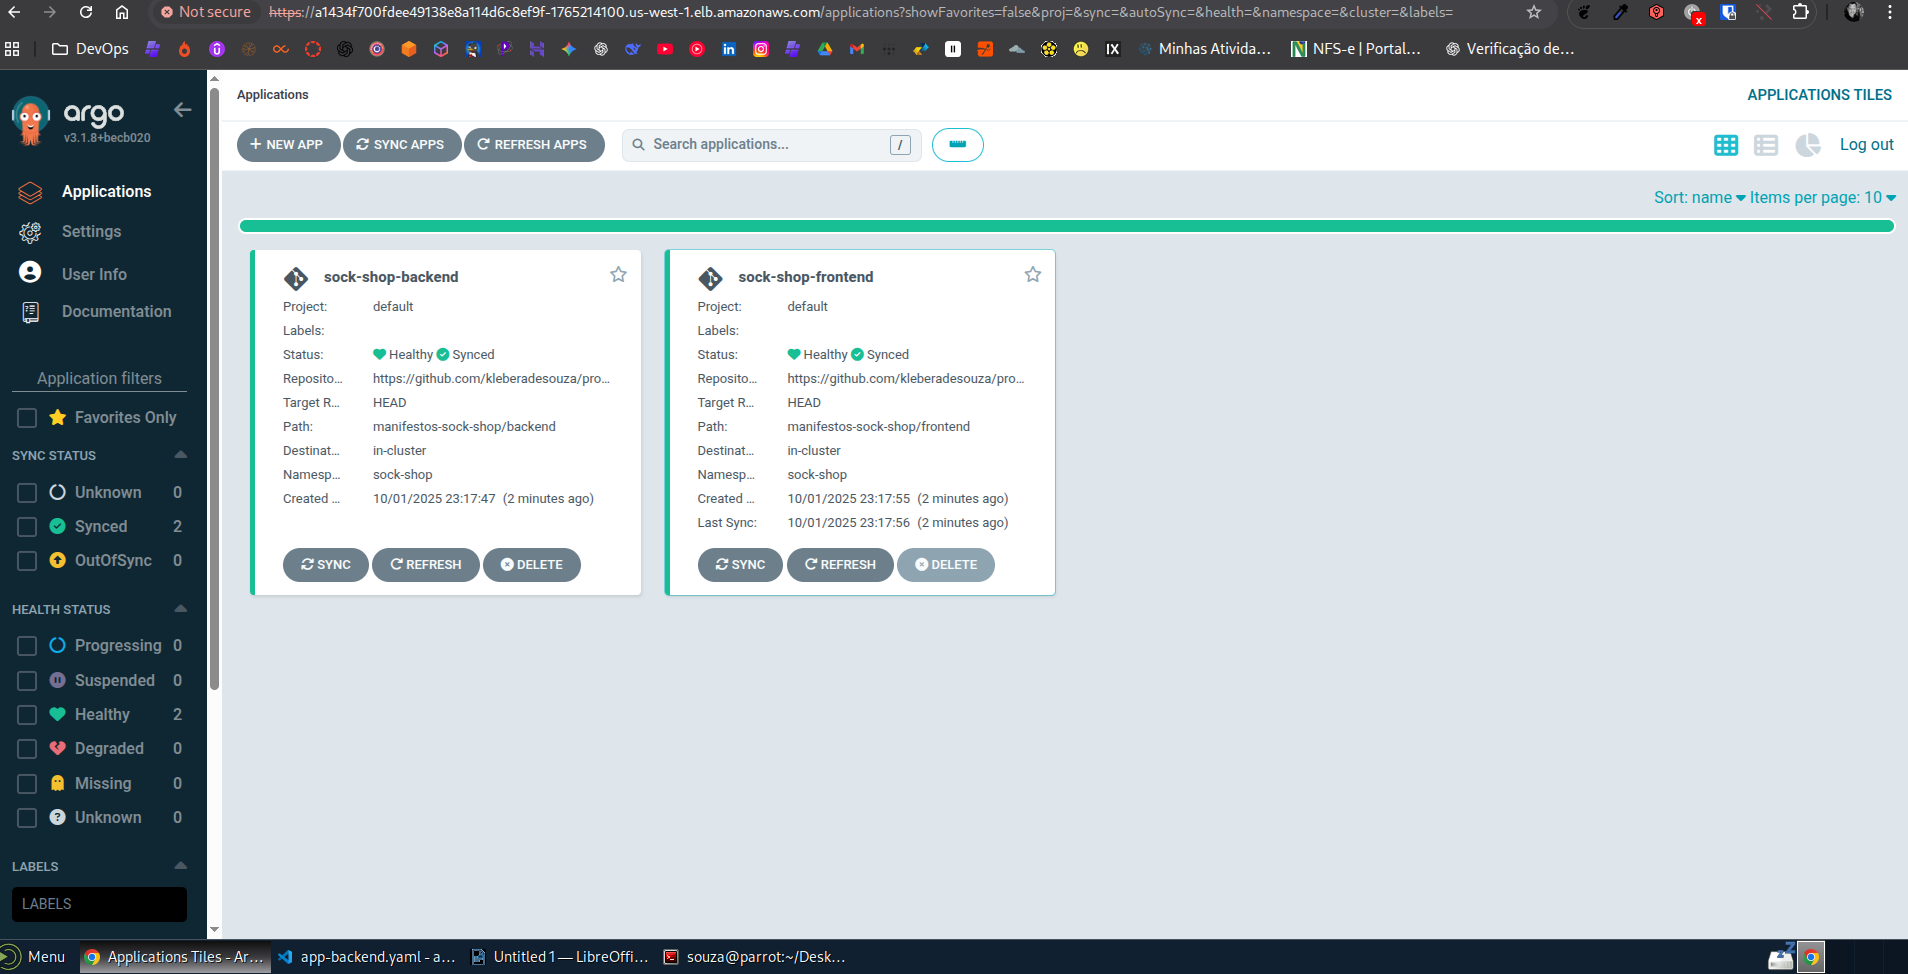 Not secure https://a1434f700fdee49138e8a114d6c8ef9f-1765214100.us-west-1.elb.amazonaws.com/applications?showFavorites=false&proj=&sync=&autoSync=&health=&namespace=&cluster=&labels=
DevOps Minhas Ativida... NFS-e | Portal... Verificação de...
argo
v3.1.8+becb020
Applications
Settings
User Info
Documentation
Application filters
Favorites Only
SYNC STATUS
Unknown 0
Synced 2
OutOfSync 0
HEALTH STATUS
Progressing 0
Suspended 0
Healthy 2
Degraded 0
Missing 0
Unknown 0
LABELS
LABELS
Applications APPLICATIONS TILES
+ NEW APP SYNC APPS REFRESH APPS Search applications... / Log out
Sort: name Items per page: 10
sock-shop-backend
Project: default
Labels:
Status: Healthy Synced
Reposito... https://github.com/kleberadesouza/pro...
Target R... HEAD
Path: manifestos-sock-shop/backend
Destinat... in-cluster
Namesp... sock-shop
Created ... 10/01/2025 23:17:47 (2 minutes ago)
SYNC REFRESH DELETE
sock-shop-frontend
Project: default
Labels:
Status: Healthy Synced
Reposito... https://github.com/kleberadesouza/pro...
Target R... HEAD
Path: manifestos-sock-shop/frontend
Destinat... in-cluster
Namesp... sock-shop
Created ... 10/01/2025 23:17:55 (2 minutes ago)
Last Sync: 10/01/2025 23:17:56 (2 minutes ago)
SYNC REFRESH DELETE
Menu Applications Tiles - Ar... app-backend.yaml - a... Untitled 1 — LibreOffi... souza@parrot:~/Desk...